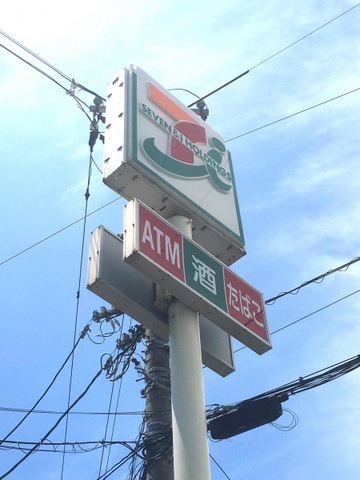 SEVEN&I HOLDINGS
ATM 酒 たばこ